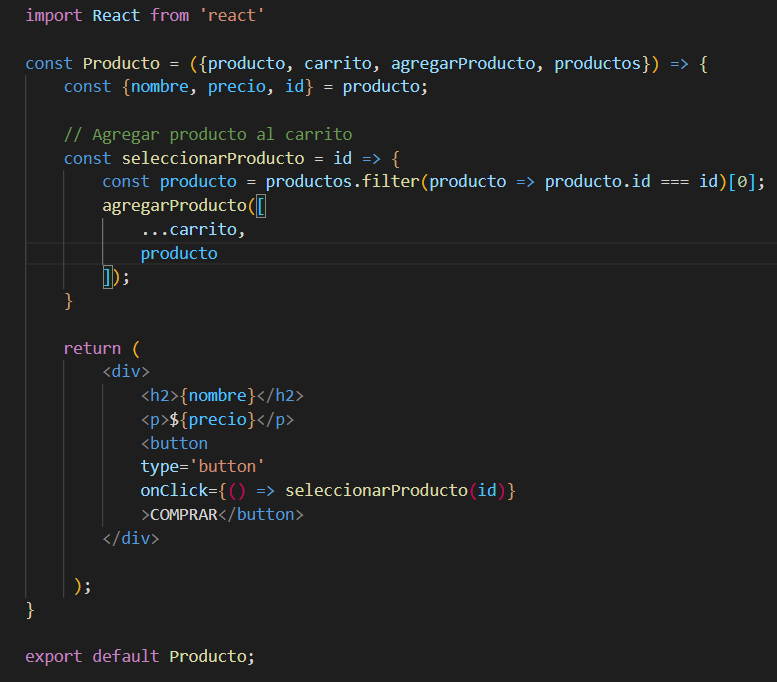 import React from 'react'
const Producto = ({producto, carrito, agregarProducto, productos}) => {
const {nombre, precio, id} = producto;
// Agregar producto al carrito
const seleccionarProducto = id => {
const producto = productos.filter(producto => producto.id === id)[0];
agregarProducto([
...carrito,
producto
]);
}
return (
<div>
<h2>{nombre}</h2>
<p>${precio}</p>
<button
type='button'
onClick={() => seleccionarProducto(id)}
>COMPRAR</button>
</div>
);
}
export default Producto;